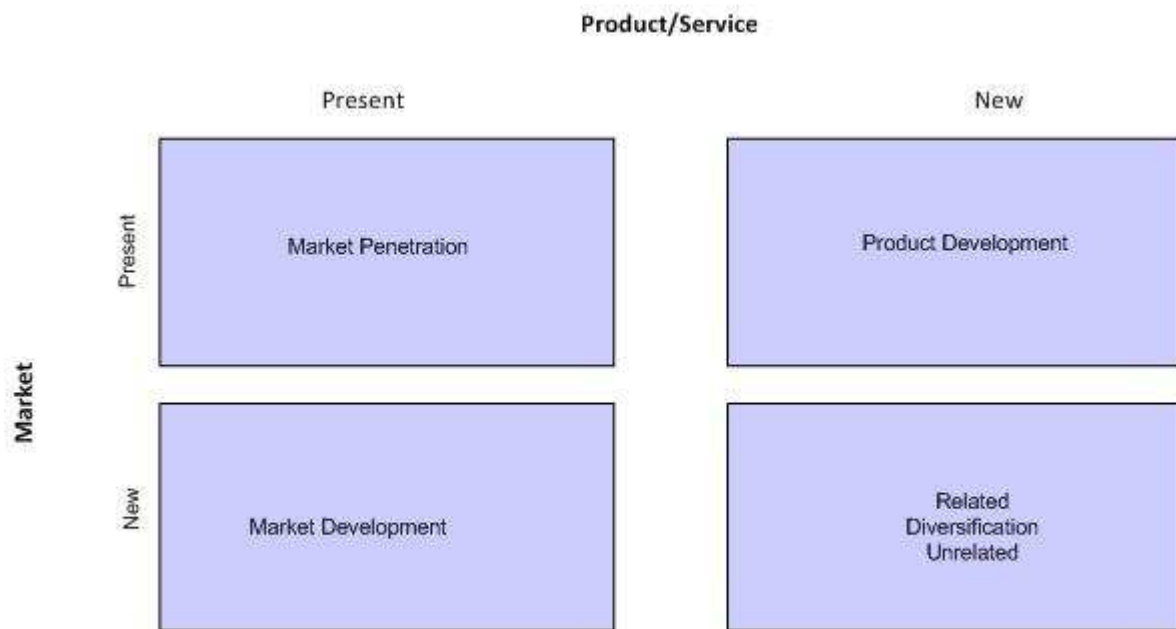 Product/Service
Present
New
Present
Market Penetration
Product Development
Market
New
Market Development
Related
Diversification
Unrelated